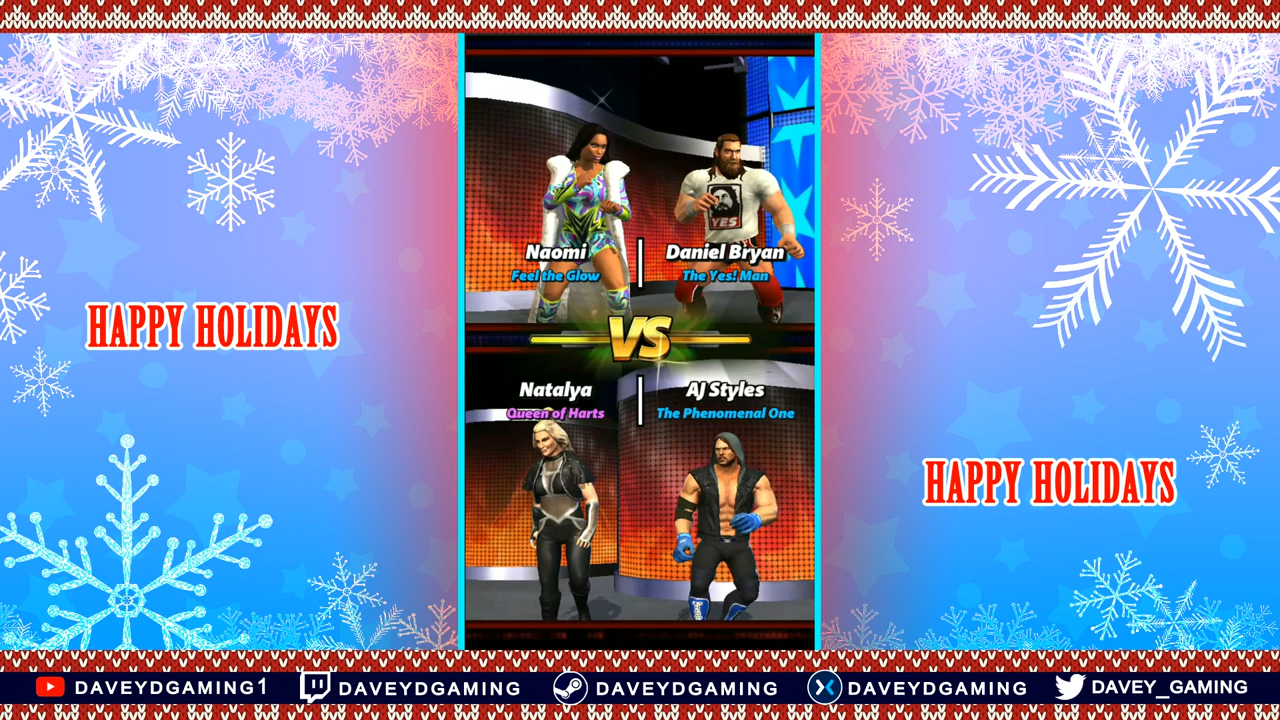 Naomi
Feel the Glow
Daniel Bryan
The Yes! Man
YES
HAPPY HOLIDAYS
VS
Natalya
Queen of Harts
AJ Styles
The Phenomenal One
HAPPY HOLIDAYS
DAVEYDGAMING1
DAVEYDGAMING
DAVEYDGAMING
DAVEYDGAMING
DAVEY_GAMING